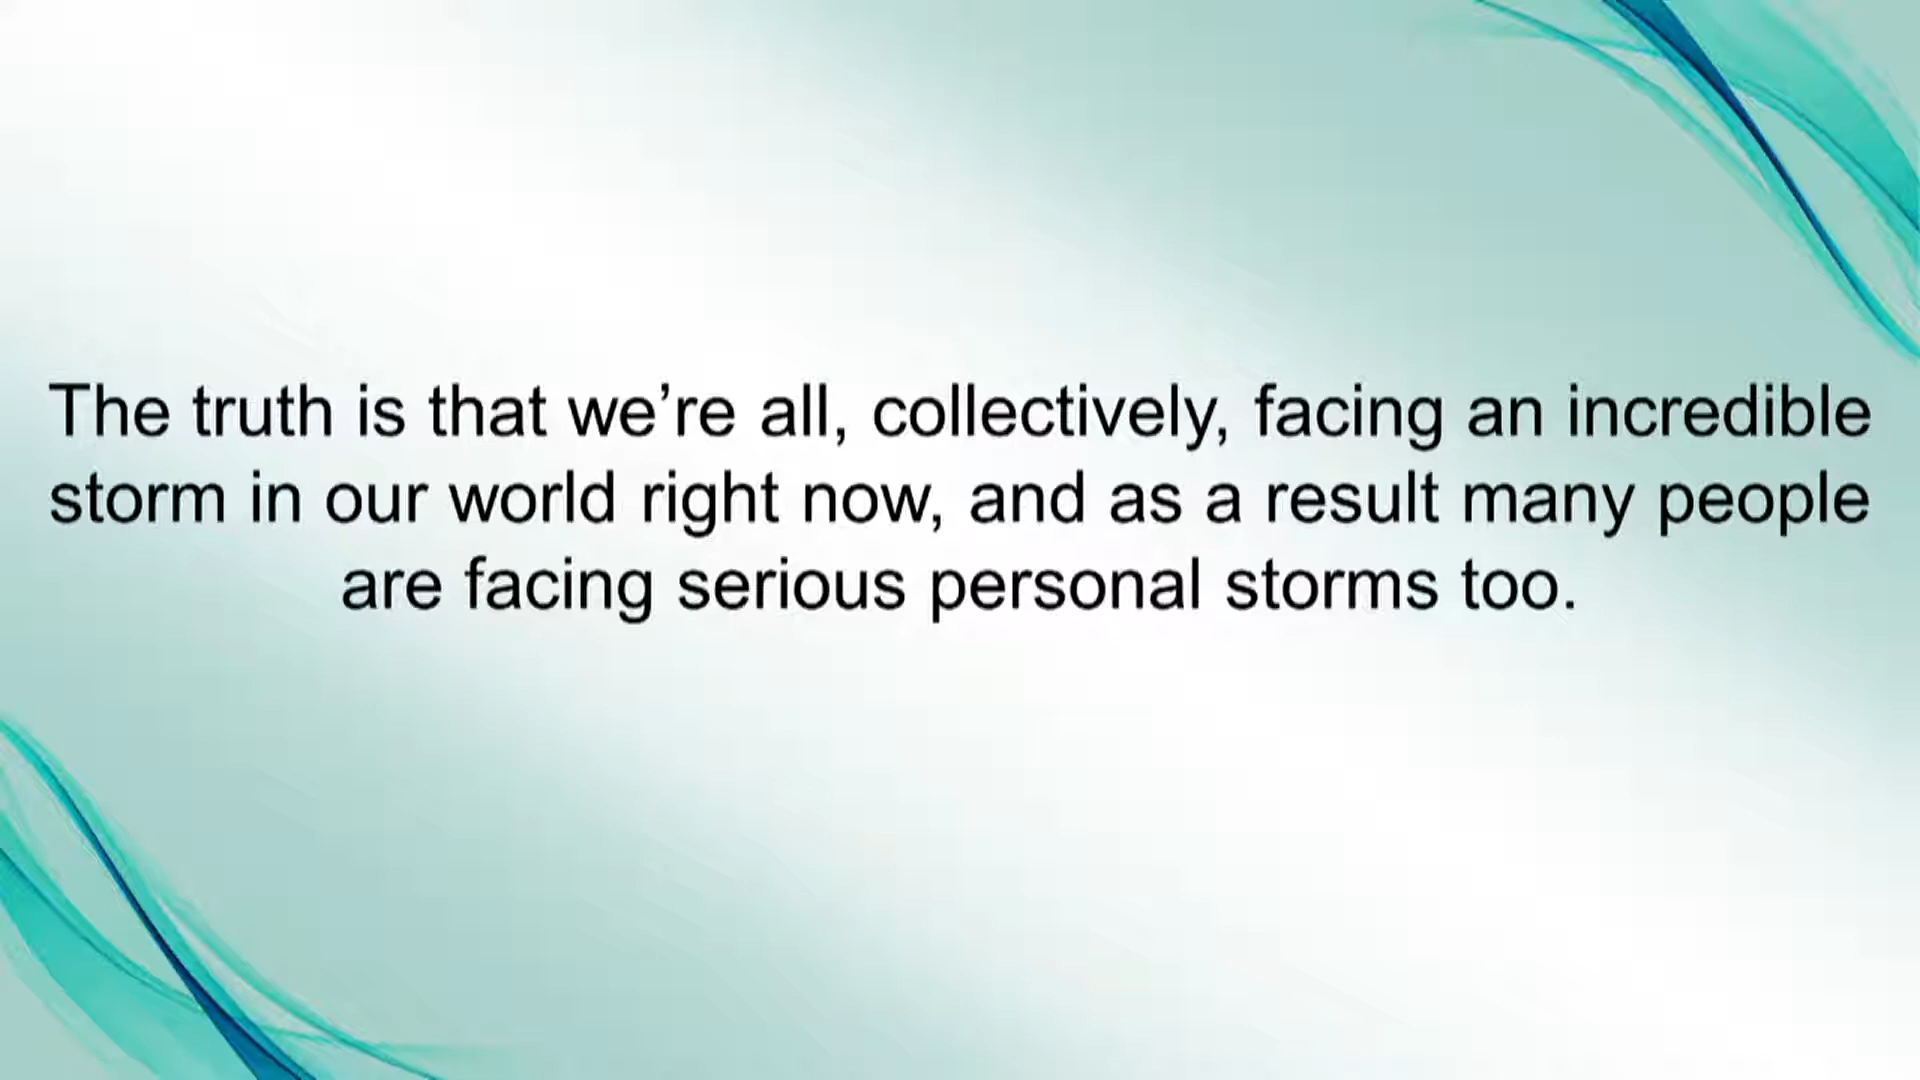 The truth is that we’re all, collectively, facing an incredible
storm in our world right now, and as a result many people
are facing serious personal storms too.